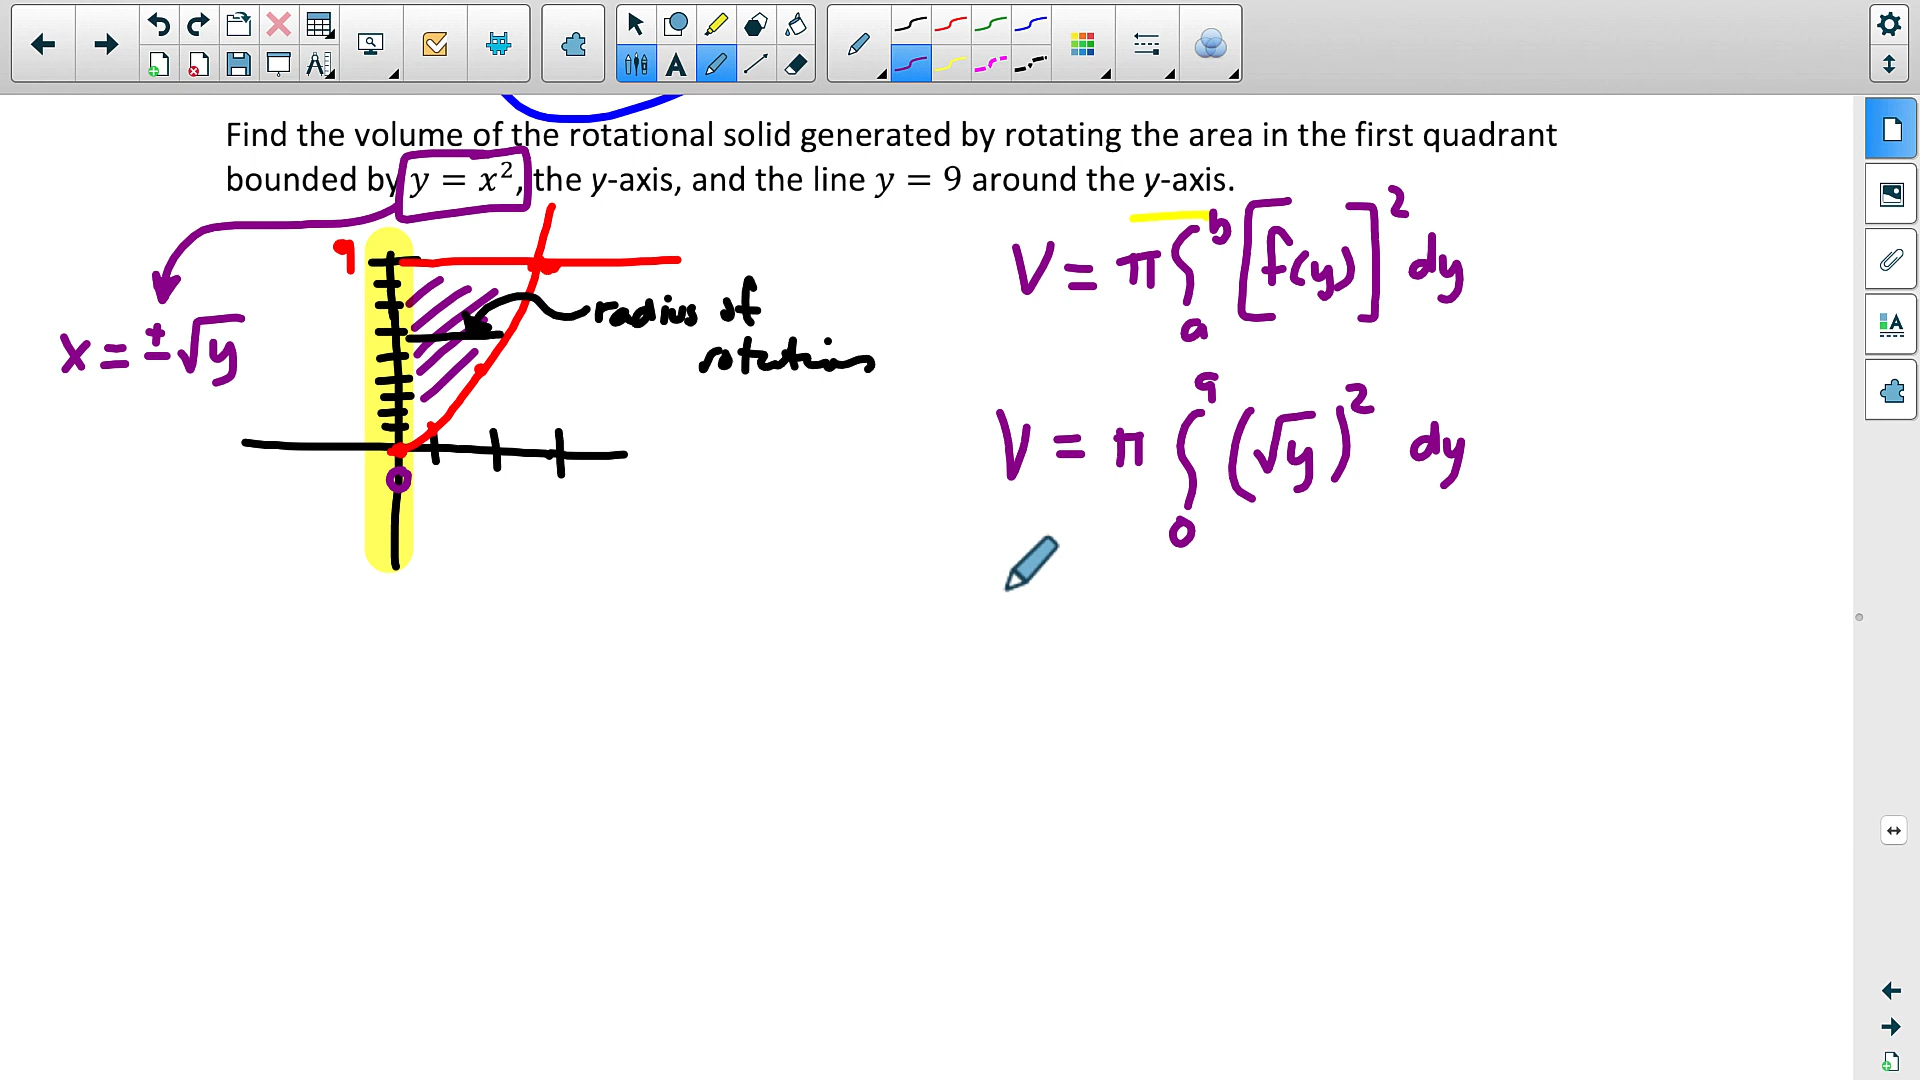 Find the volume of the rotational solid generated by rotating the area in the first quadrant
bounded by y = x², the y-axis, and the line y = 9 around the y-axis.
V = π∫ₐᵇ [f(y)]² dy
9
radius of
rotation
x = ±√y
V = π ∫₀⁹ (√y)² dy
0